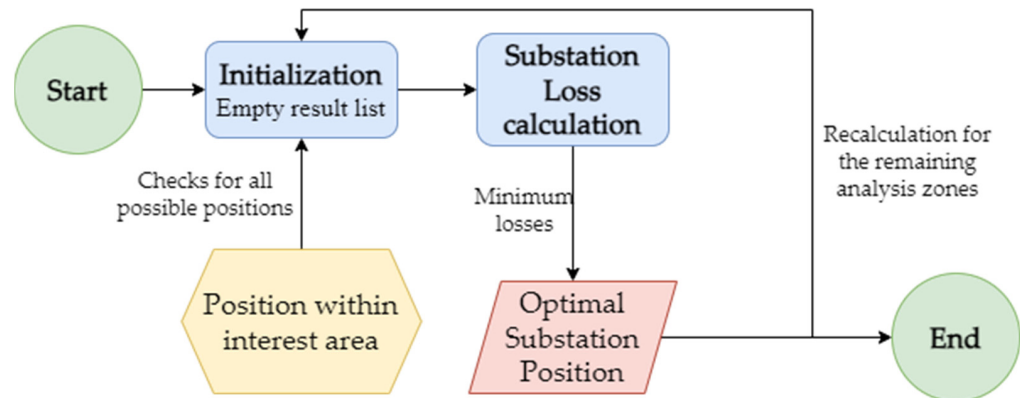 Start
Initialization
Empty result list
Substation
Loss
calculation
Checks for all
possible positions
Minimum
losses
Recalculation for
the remaining
analysis zones
Position within
interest area
Optimal
Substation
Position
End